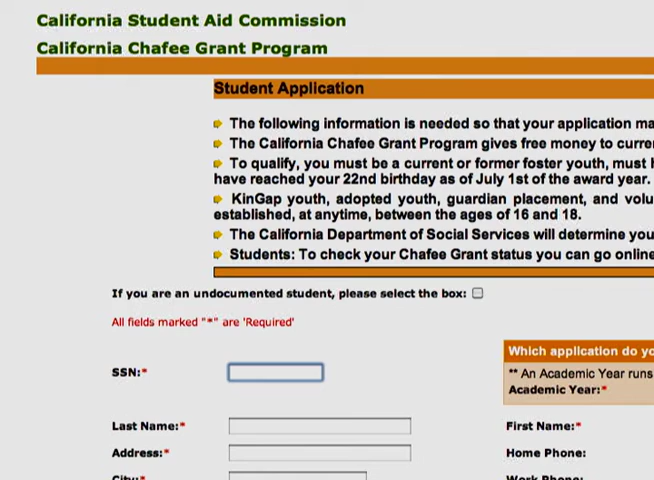 California Student Aid Commission
California Chafee Grant Program
Student Application
The following information is needed so that your application
The California Chafee Grant Program gives free money to
To qualify, you must be a current or former foster youth, must
have reached your 22nd birthday as of July 1st of the award year.
KinGap youth, adopted youth, guardian placement, and
established, at anytime, between the ages of 16 and 18.
The California Department of Social Services will determine
Students: To check your Chafee Grant status you can go online
If you are an undocumented student, please select the box:
All fields marked "*" are 'Required'
Which application do
SSN:*
** An Academic Year runs
Academic Year:*
Last Name:* First Name:*
Address:* Home Phone:
City:* Work Phone: